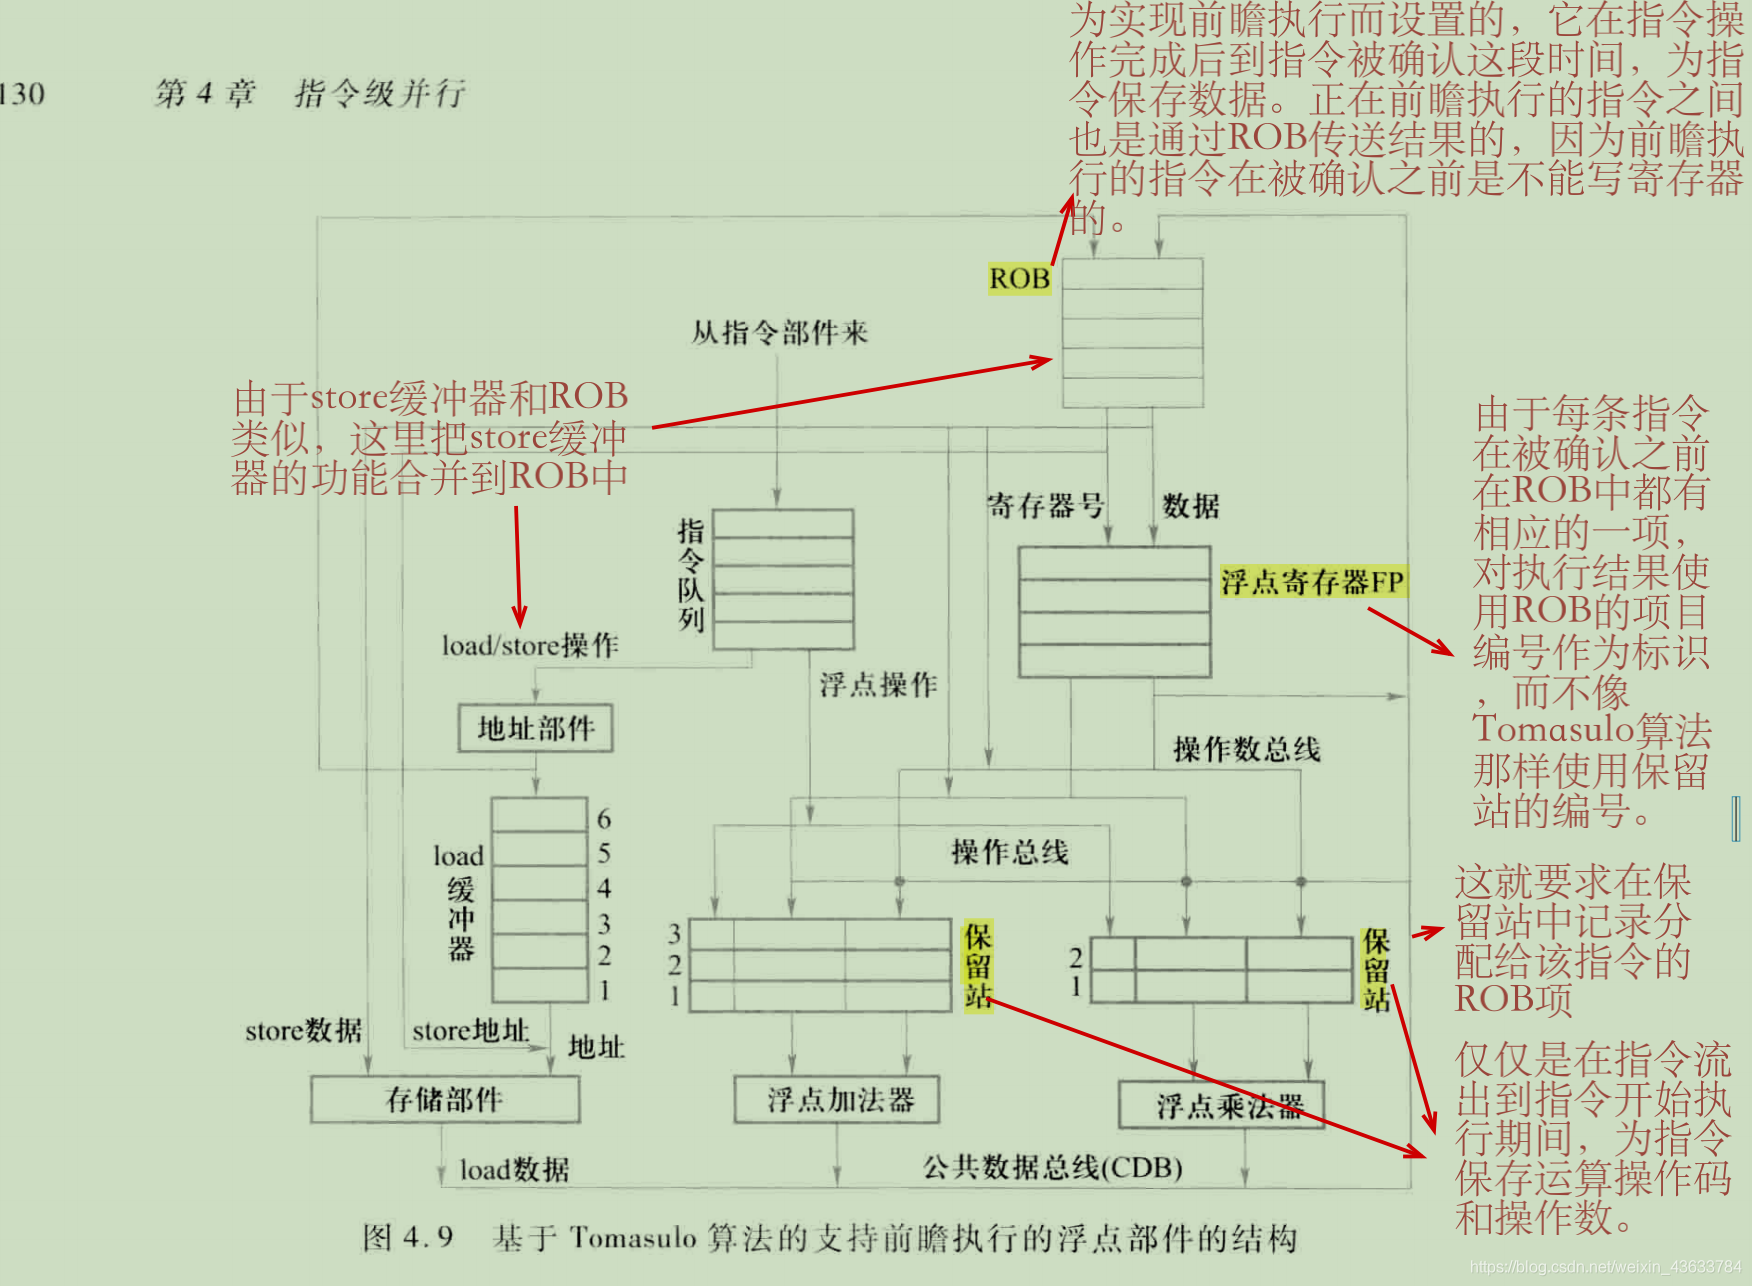 为实现前瞻执行而设置的，它在指令操
作完成后到指令被确认这段时间，为指
令保存数据。正在前瞻执行的指令之间
也是通过ROB传送结果的，因为前瞻执
行的指令在被确认之前是不能写寄存器
的。
130 第 4 章 指令级并行
ROB
从指令部件来
由于store缓冲器和ROB
类似，这里把store缓冲
器的功能合并到ROB中
寄存器号
数据
指令队列
浮点寄存器FP
由于每条指令
在被确认之前
在ROB中都有
相应的一项，
对执行结果使
用ROB的项目
编号作为标识
，而不像
Tomasulo算法
那样使用保留
站的编号。
load/store操作
浮点操作
地址部件
操作数总线
6
5
4
3
2
1
load缓冲器
操作总线
这就要求在保
留站中记录分
配给该指令的
ROB项
3
2
1
保留站
2
1
保留站
store数据
store地址
地址
仅仅是在指令流
出到指令开始执
行期间，为指令
保存运算操作码
和操作数。
存储部件
浮点加法器
浮点乘法器
load数据
公共数据总线(CDB)
图 4.9 基于 Tomasulo 算法的支持前瞻执行的浮点部件的结构
https://blog.csdn.net/weixin_43633784